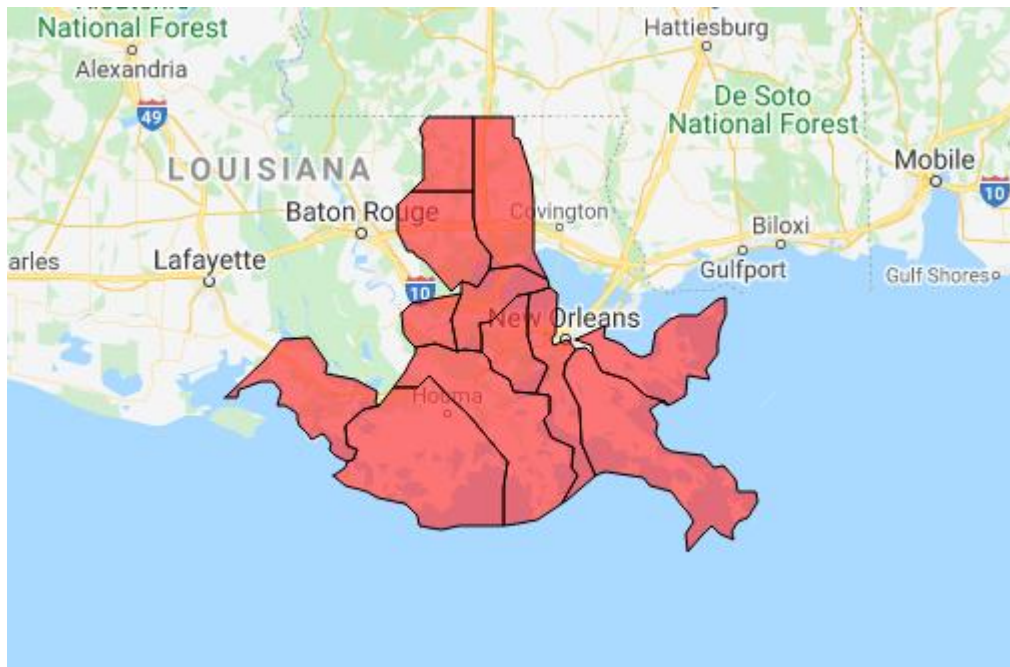 National Forest
Alexandria
49
LOUISIANA
Hattiesburg
De Soto
National Forest
Mobile
10
Baton Rouge
Covington
Biloxi
arles
Lafayette
Gulfport
Gulf Shores
10
New Orleans
Houma